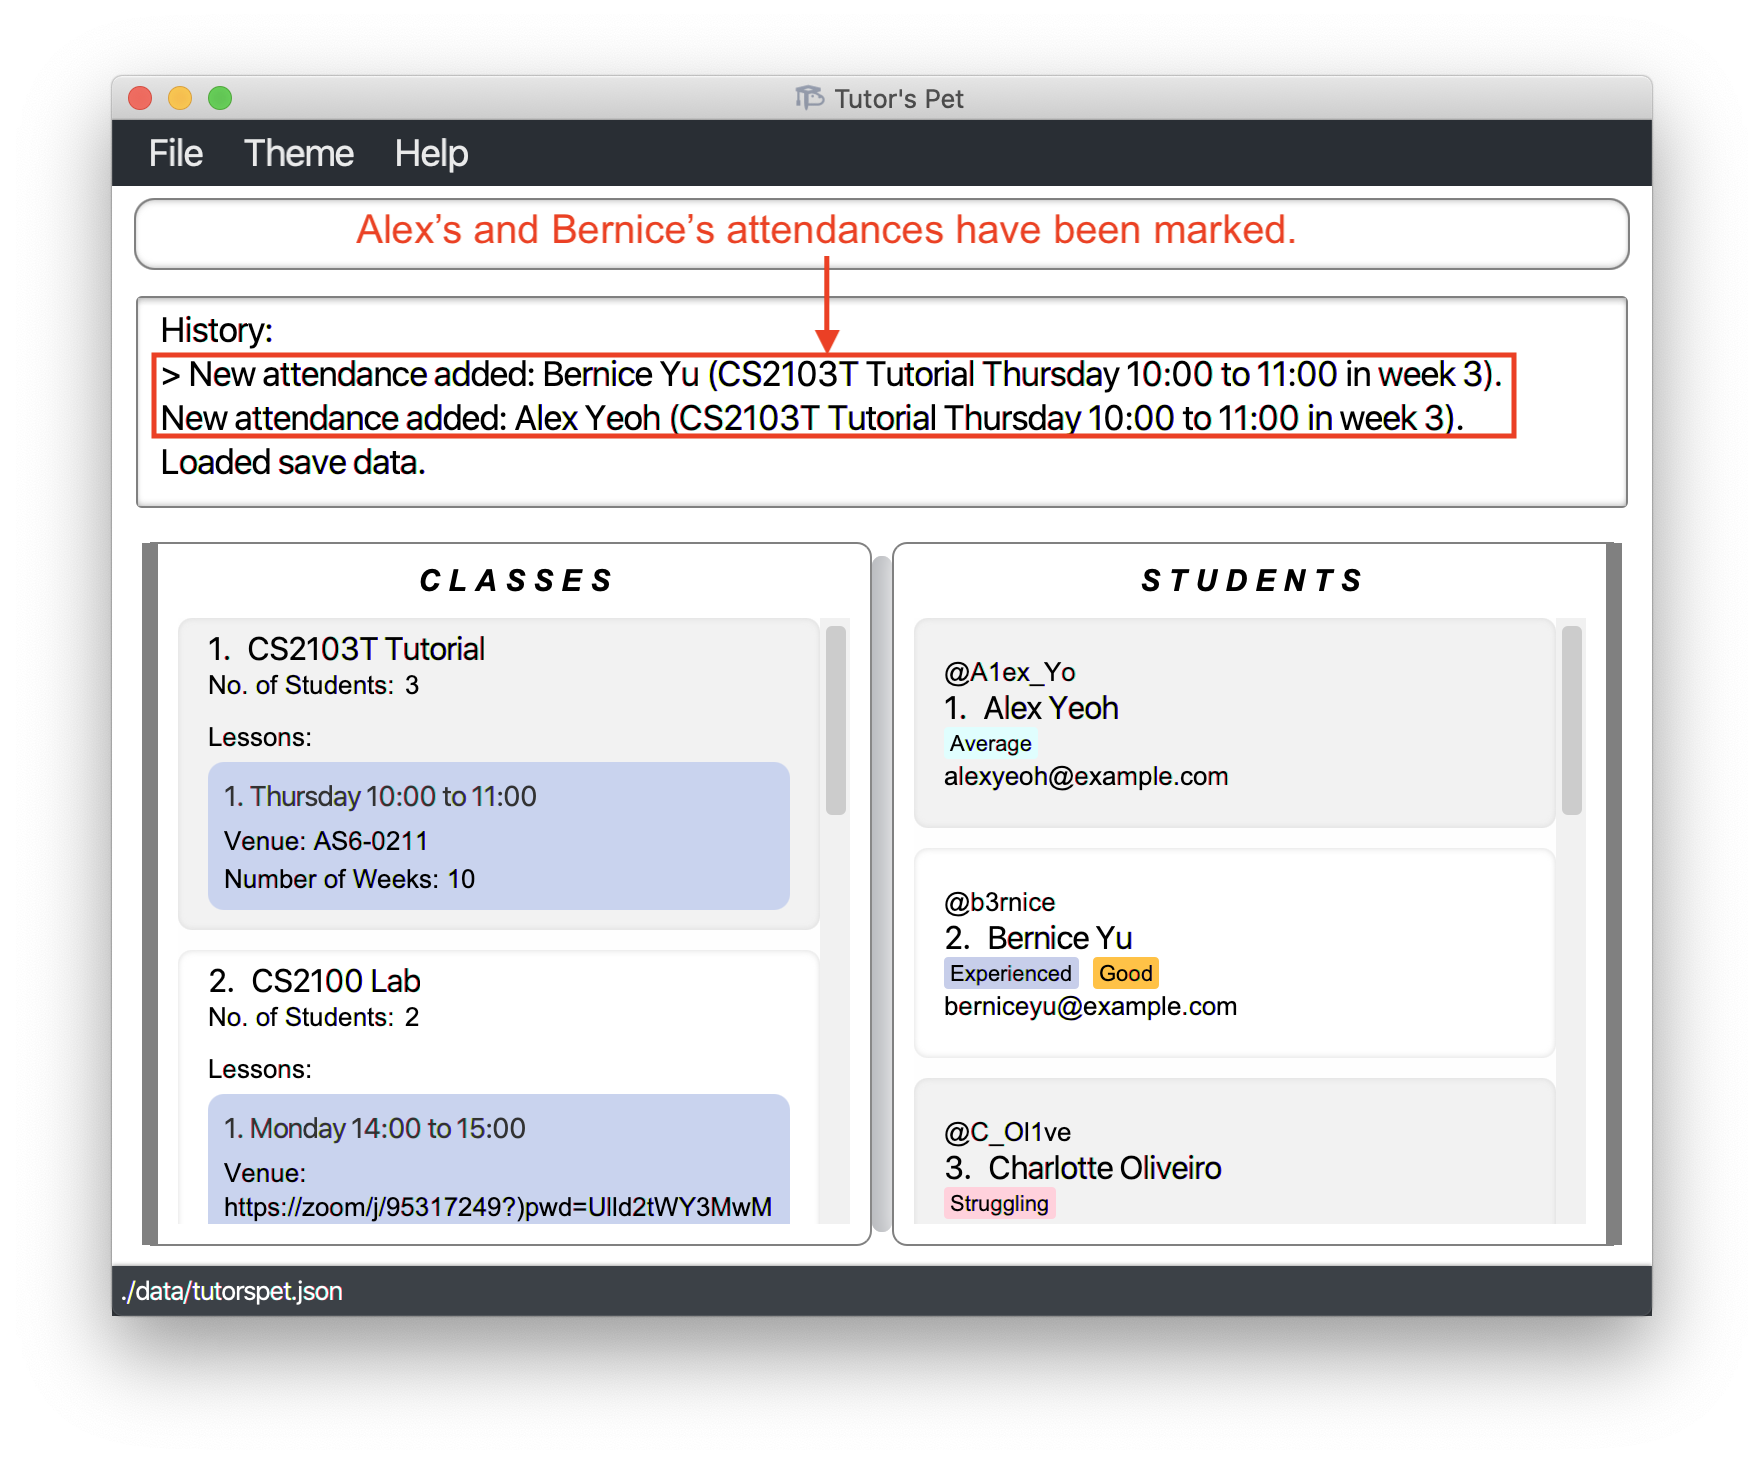 Tutor's Pet
File Theme Help
Alex’s and Bernice’s attendances have been marked.
History:
> New attendance added: Bernice Yu (CS2103T Tutorial Thursday 10:00 to 11:00 in week 3).
New attendance added: Alex Yeoh (CS2103T Tutorial Thursday 10:00 to 11:00 in week 3).
Loaded save data.
CLASSES
1. CS2103T Tutorial
No. of Students: 3
Lessons:
1. Thursday 10:00 to 11:00
Venue: AS6-0211
Number of Weeks: 10
2. CS2100 Lab
No. of Students: 2
Lessons:
1. Monday 14:00 to 15:00
Venue:
https://zoom/j/95317249?)pwd=Ulld2tWY3MwM
STUDENTS
@A1ex_Yo
1. Alex Yeoh
Average
alexyeoh@example.com
@b3rnice
2. Bernice Yu
Experienced Good
berniceyu@example.com
@C_Ol1ve
3. Charlotte Oliveiro
Struggling
./data/tutorspet.json